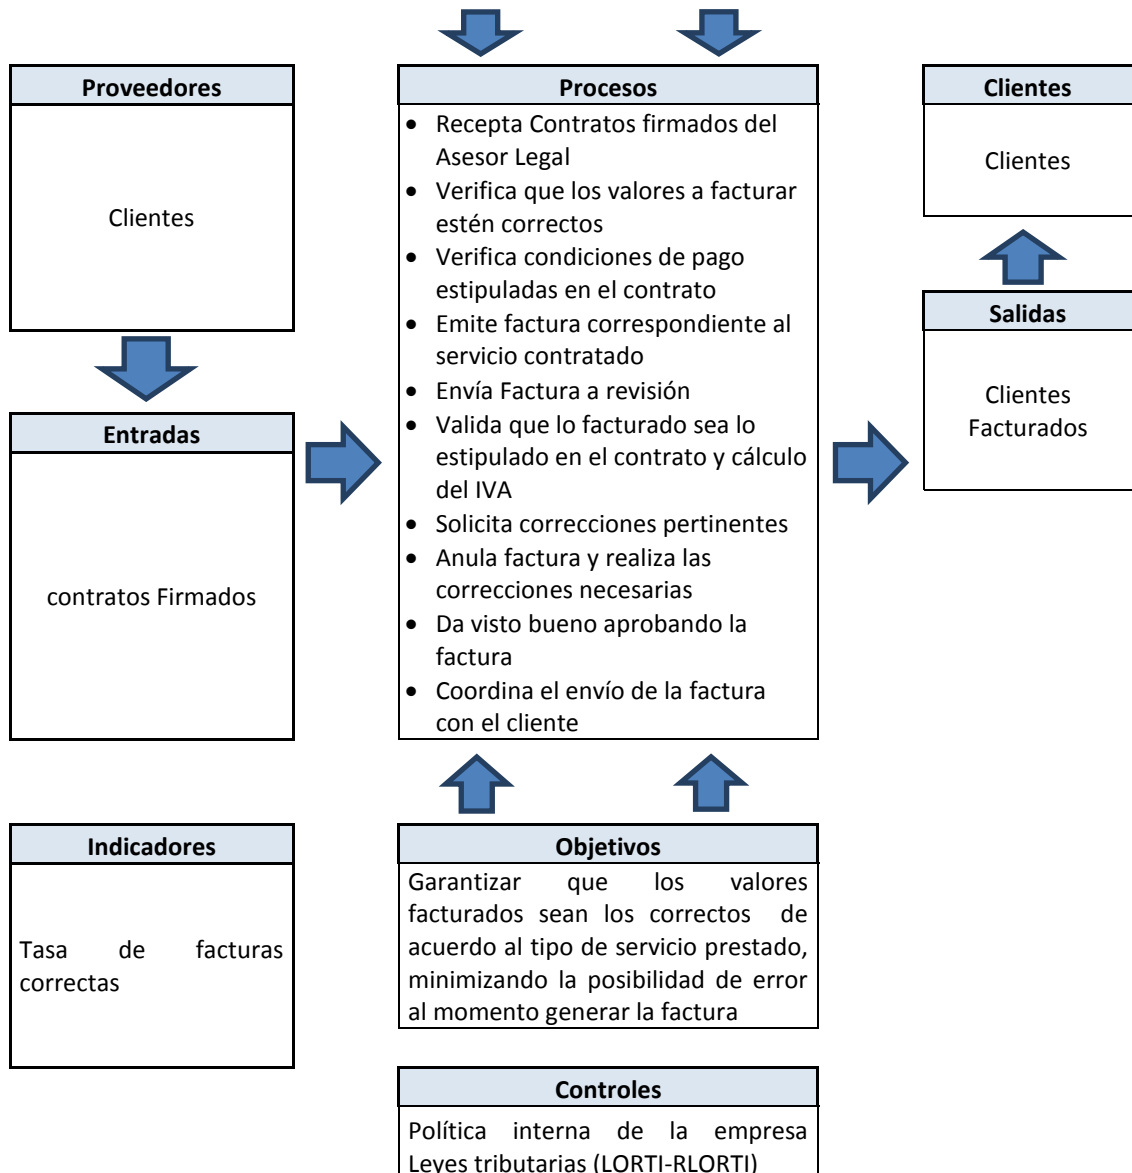 Proveedores
Clientes
Entradas
contratos Firmados
Indicadores
Tasa de facturas
correctas
Procesos
• Recepta Contratos firmados del
Asesor Legal
• Verifica que los valores a facturar
estén correctos
• Verifica condiciones de pago
estipuladas en el contrato
• Emite factura correspondiente al
servicio contratado
• Envía Factura a revisión
• Valida que lo facturado sea lo
estipulado en el contrato y cálculo
del IVA
• Solicita correcciones pertinentes
• Anula factura y realiza las
correcciones necesarias
• Da visto bueno aprobando la
factura
• Coordina el envío de la factura
con el cliente
Objetivos
Garantizar que los valores
facturados sean los correctos de
acuerdo al tipo de servicio prestado,
minimizando la posibilidad de error
al momento generar la factura
Controles
Política interna de la empresa
Leyes tributarias (LORTI-RLORTI)
Clientes
Clientes
Salidas
Clientes
Facturados